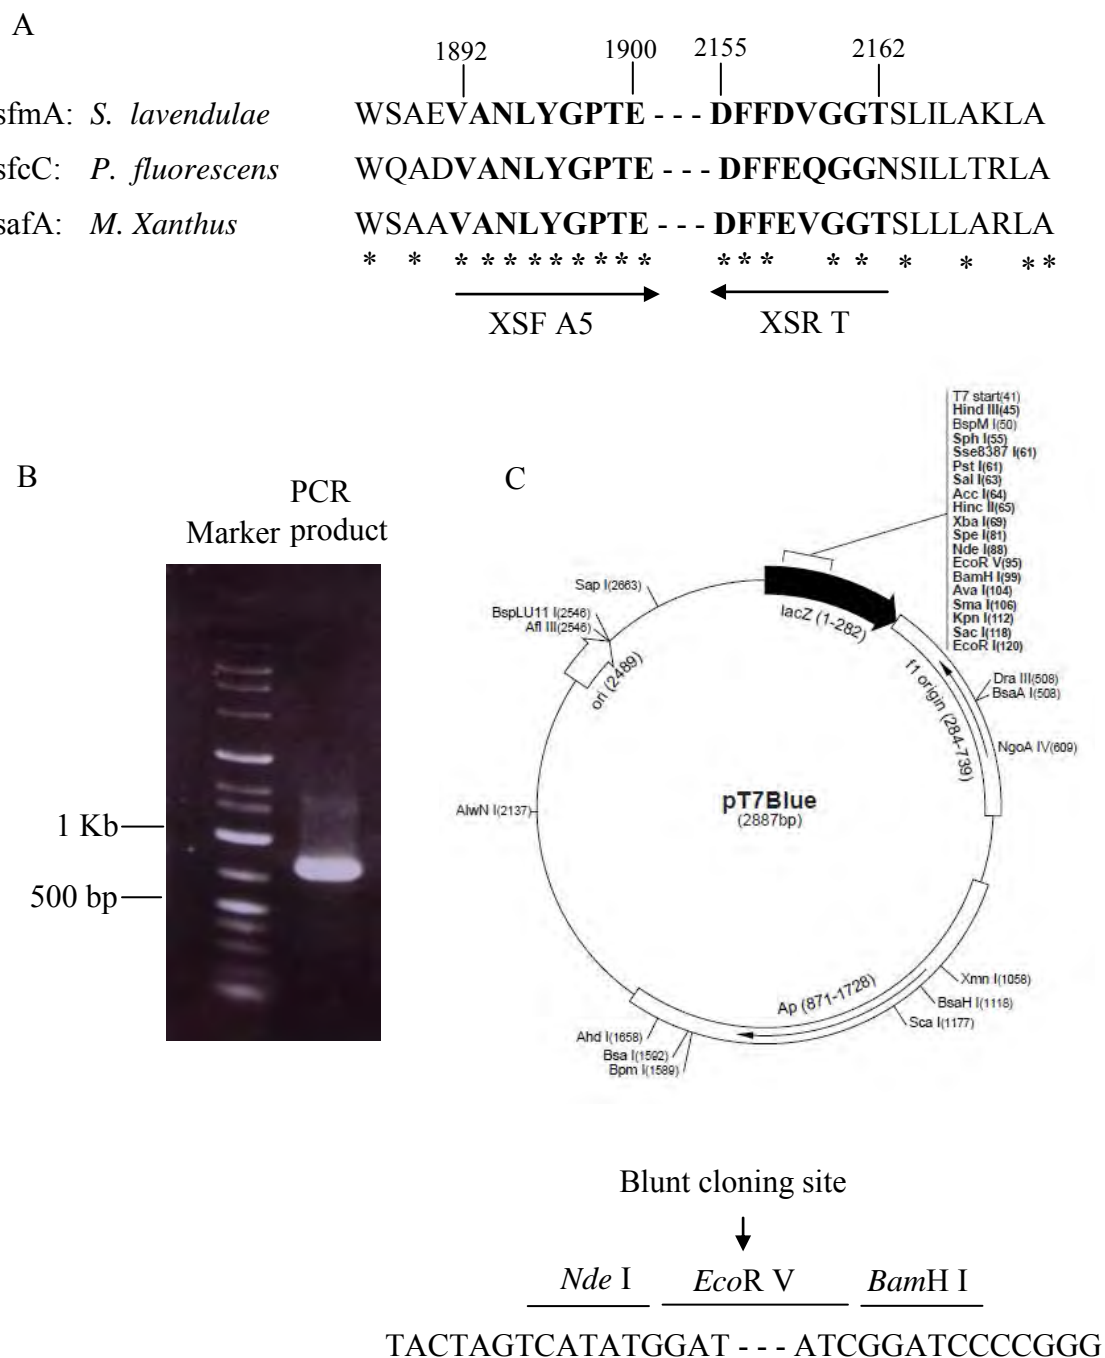 A
1892 1900 2155 2162
sfmA: S. lavendulae WSAEVANLYGPTE - - - DFFDVGGTSLILAKLA
sfcC: P. fluorescens WQADVANLYGPTE - - - DFFEQGGNSILLTRLA
safA: M. Xanthus WSAAVANLYGPTE - - - DFFEVGGTSLLLARLA
* * * * * * * * * * * * * * * * * * * *
XSF A5 XSR T
B
Marker
PCR product
1 Kb
500 bp
C
T7 start(41)
Hind III(45)
BspM I(50)
Sph I(55)
Sse8387 I(61)
Pst I(61)
Sal I(63)
Acc I(64)
Hinc II(65)
Xba I(69)
Spe I(81)
Nde I(88)
EcoR V(95)
BamH I(99)
Ava I(104)
Sma I(106)
Kpn I(112)
Sac I(118)
EcoR I(120)
Sap I(2663)
BspLU11 I(2546)
Afl III(2546)
ori (2489)
lacZ (1-282)
f1 origin (284-739)
Dra III(508)
BsaA I(508)
NgoA IV(609)
AlwN I(2137)
pT7Blue
(2887bp)
Xmn I(1058)
BsaH I(1118)
Sca I(1177)
Ap (871-1728)
Ahd I(1658)
Bsa I(1592)
Bpm I(1589)
Blunt cloning site
Nde I EcoR V BamH I
TACTAGTCATATGGAT - - - ATCGGATCCCCGGG